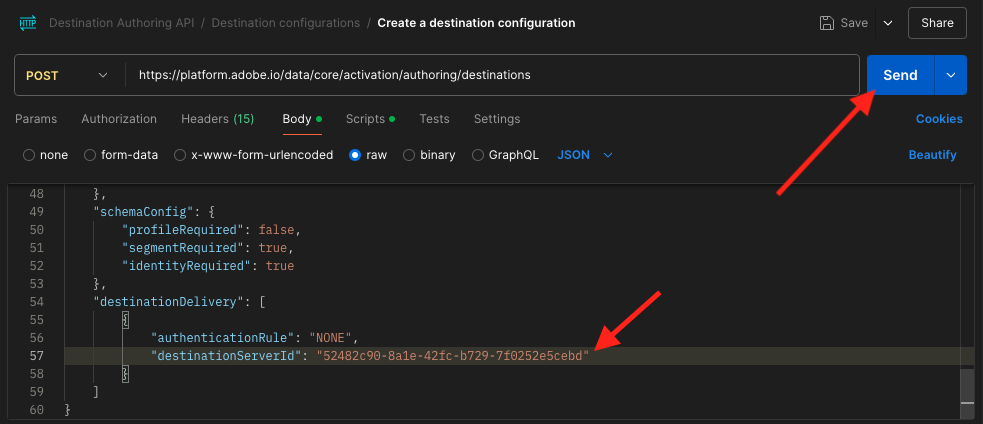 HTTP Destination Authoring API / Destination configurations / Create a destination configuration Save Share
POST https://platform.adobe.io/data/core/activation/authoring/destinations Send
Params Authorization Headers (15) Body Scripts Tests Settings Cookies
none form-data x-www-form-urlencoded raw binary GraphQL JSON Beautify
48 },
49 "schemaConfig": {
50 "profileRequired": false,
51 "segmentRequired": true,
52 "identityRequired": true
53 },
54 "destinationDelivery": [
55 {
56 "authenticationRule": "NONE",
57 "destinationServerId": "52482c90-8a1e-42fc-b729-7f0252e5cebd"
58 }
59 ]
60 }